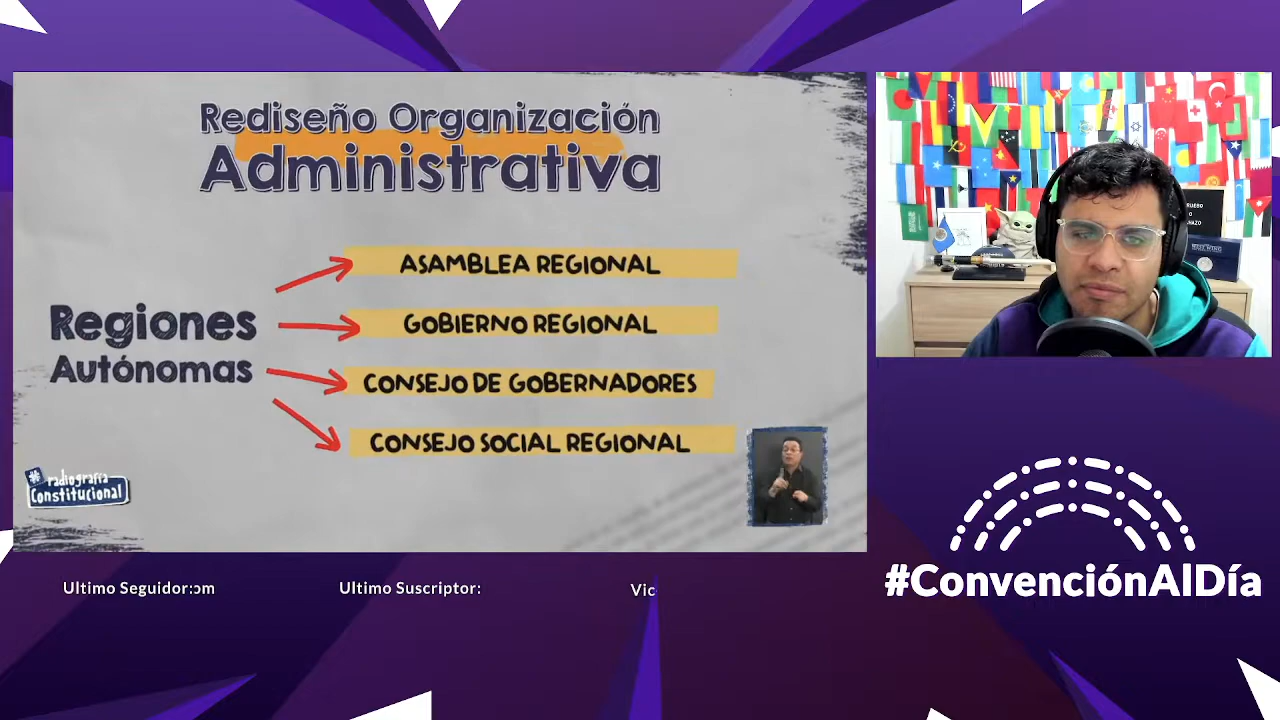 Rediseño Organización
Administrativa
ASAMBLEA REGIONAL
GOBIERNO REGIONAL
Regiones
Autónomas
CONSEJO DE GOBERNADORES
CONSEJO SOCIAL REGIONAL
#radiografía
Constitucional
#ConvenciónAlDía
Ultimo Seguidor:om
Ultimo Suscriptor:
Vic